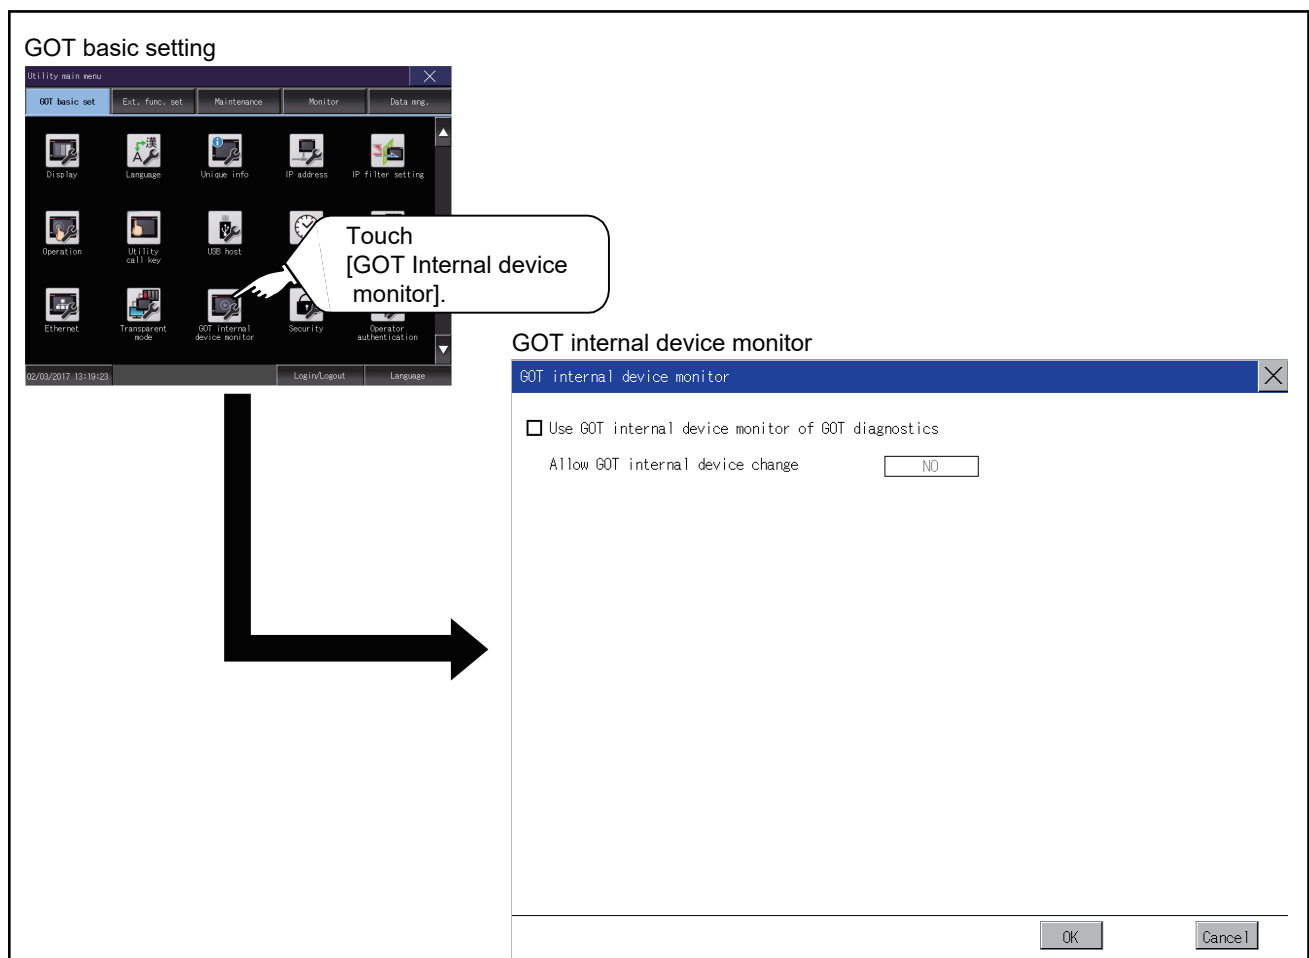 GOT basic setting
Utility main menu
GOT basic set Ext. func. set Maintenance Monitor Data mng.
Display Language Unique info IP address IP filter setting
Operation Utility call key USB host
Touch
[GOT Internal device
monitor].
Ethernet Transparent mode GOT internal device monitor Security Operator authentication
02/03/2017 13:19:23 Login/Logout Language
GOT internal device monitor
GOT internal device monitor
Use GOT internal device monitor of GOT diagnostics
Allow GOT internal device change NO
OK Cancel